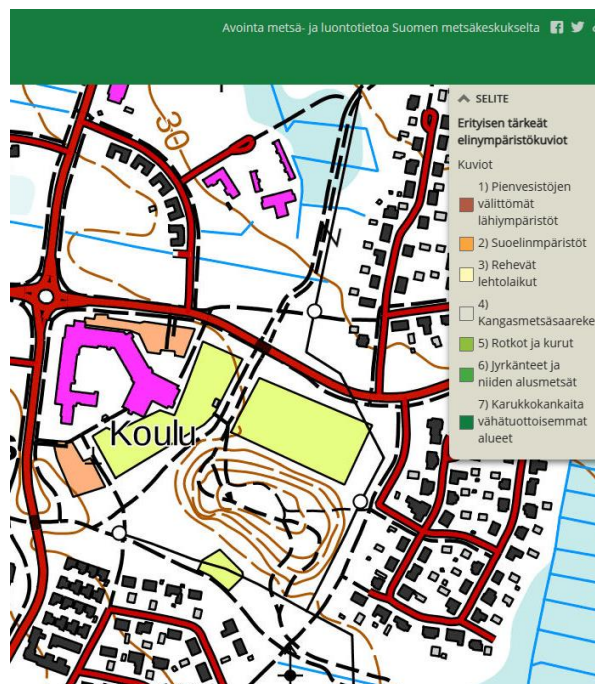 Avointa metsä- ja luontotietoa Suomen metsäkeskukselta
SELITE
Erityisen tärkeät
elinympäristökuviot
Kuviot
1) Pienvesistöjen
välittömät
lähiympäristöt
2) Suoelinmpäristöt
3) Rehevät
lehtolaikut
4)
Kangasmetsäsaareke
5) Rotkot ja kurut
6) Jyrkänteet ja
niiden alusmetsät
7) Karukkokankaita
vähätuottoisemmat
alueet
30
Koulu